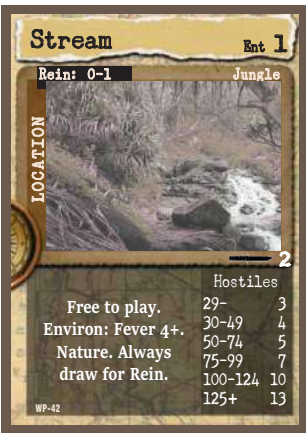 Stream
Ent 1
Rein: 0-1
Jungle
LOCATION
2
Hostiles
Free to play.
Environ: Fever 4+.
Nature. Always
draw for Rein.
29- 3
30-49 4
50-74 5
75-99 7
100-124 10
125+ 13
WP-42